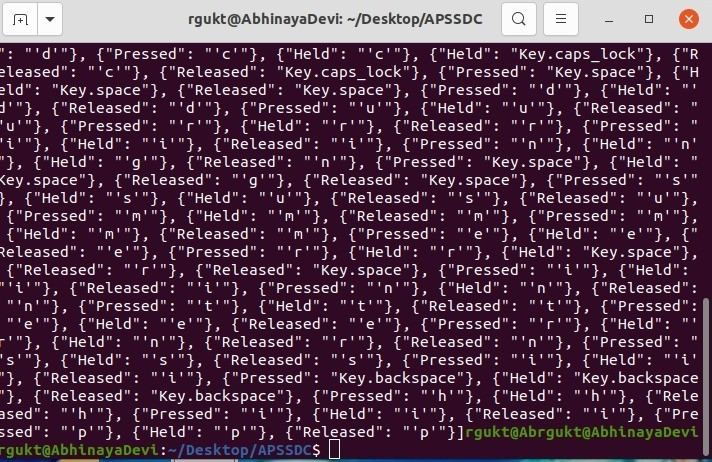 rgukt@AbhinayaDevi: ~/Desktop/APSSDC
": "'d'"}, {"Pressed": "'c'"}, {"Held": "'c'"}, {"Held": "Key.caps_lock"}, {"R
eleased": "'c'"}, {"Released": "Key.caps_lock"}, {"Pressed": "Key.space"}, {"H
eld": "Key.space"}, {"Released": "Key.space"}, {"Pressed": "'d'"}, {"Held": "'
d'"}, {"Released": "'d'"}, {"Pressed": "'u'"}, {"Held": "'u'"}, {"Released": "
'u'"}, {"Pressed": "'r'"}, {"Held": "'r'"}, {"Released": "'r'"}, {"Pressed": "
'i'"}, {"Held": "'i'"}, {"Released": "'i'"}, {"Pressed": "'n'"}, {"Held": "'n'
"}, {"Held": "'g'"}, {"Released": "'n'"}, {"Pressed": "Key.space"}, {"Held": "
Key.space"}, {"Released": "'g'"}, {"Released": "Key.space"}, {"Pressed": "'s'"
}, {"Held": "'s'"}, {"Held": "'u'"}, {"Released": "'s'"}, {"Released": "'u'"},
{"Pressed": "'m'"}, {"Held": "'m'"}, {"Released": "'m'"}, {"Pressed": "'m'"},
{"Held": "'m'"}, {"Released": "'m'"}, {"Pressed": "'e'"}, {"Held": "'e'"}, {"
Released": "'e'"}, {"Pressed": "'r'"}, {"Held": "'r'"}, {"Held": "Key.space"},
{"Released": "'r'"}, {"Released": "Key.space"}, {"Pressed": "'i'"}, {"Held":
"'i'"}, {"Released": "'i'"}, {"Pressed": "'n'"}, {"Held": "'n'"}, {"Released":
"'n'"}, {"Pressed": "'t'"}, {"Held": "'t'"}, {"Released": "'t'"}, {"Pressed":
"'e'"}, {"Held": "'e'"}, {"Released": "'e'"}, {"Pressed": "'r'"}, {"Held": "'
r'"}, {"Held": "'n'"}, {"Released": "'r'"}, {"Released": "'n'"}, {"Pressed": "
's'"}, {"Held": "'s'"}, {"Released": "'s'"}, {"Pressed": "'i'"}, {"Held": "'i'
"}, {"Released": "'i'"}, {"Pressed": "Key.backspace"}, {"Held": "Key.backspace
"}, {"Released": "Key.backspace"}, {"Pressed": "'h'"}, {"Held": "'h'"}, {"Rele
ased": "'h'"}, {"Pressed": "'i'"}, {"Held": "'i'"}, {"Released": "'i'"}, {"Pre
ssed": "'p'"}, {"Held": "'p'"}, {"Released": "'p'"}]rgukt@Abrgukt@AbhinayaDevi
rgukt@AbhinayaDevi:~/Desktop/APSSDC$